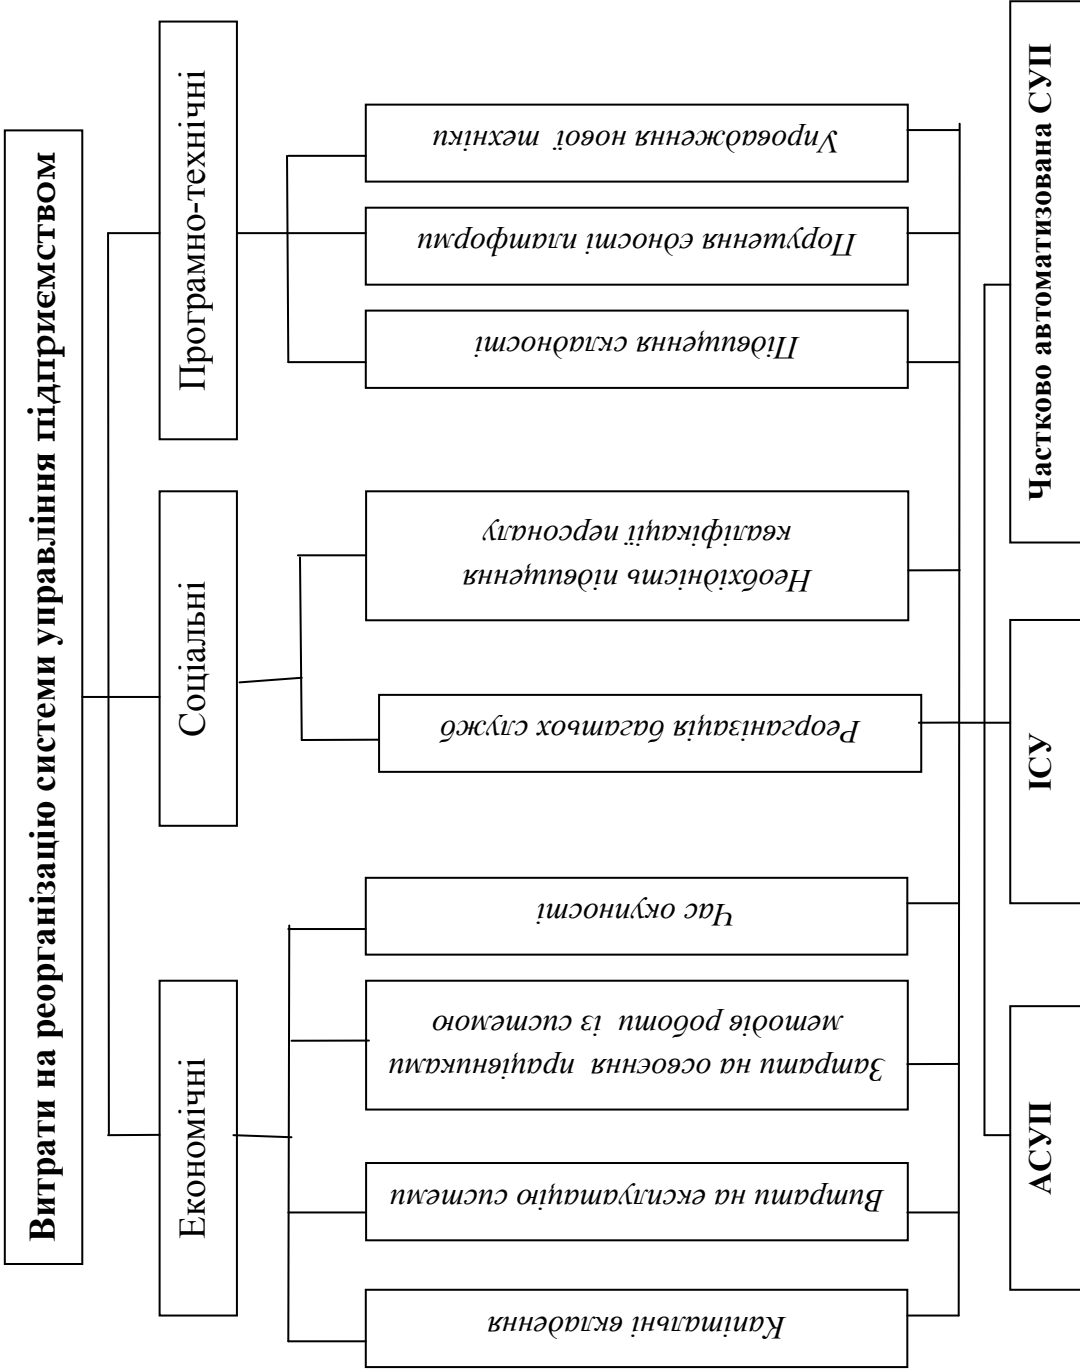 Витрати на реорганізацію системи управління підприємством
Економічні
Соціальні
Програмно-технічні
Капітальні вкладення
Витрати на експлуатацію системи
Затрати на освоєння працівниками
методів роботи із системою
Час окупності
Реорганізація багатьох служб
Необхідність підвищення
кваліфікації персоналу
Підвищення складності
Порушення єдності платформи
Упровадження нової техніки
АСУП
ІСУ
Частково автоматизована СУП